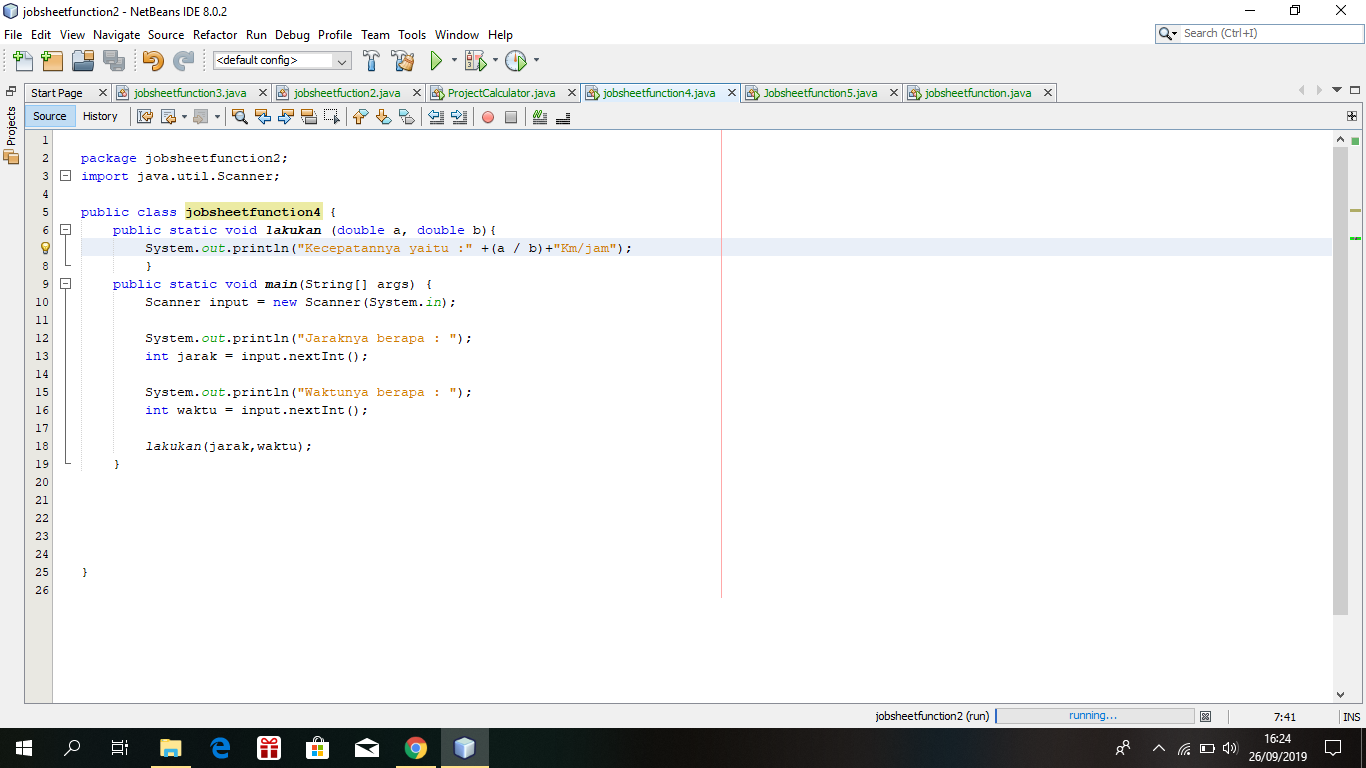 jobsheetfunction2 - NetBeans IDE 8.0.2
File Edit View Navigate Source Refactor Run Debug Profile Team Tools Window Help
Search (Ctrl+I)
<default config>
Start Page jobsheetfunction3.java jobsheetfuction2.java ProjectCalculator.java jobsheetfunction4.java Jobsheetfunction5.java jobsheetfunction.java
Projects
Source History
1
2 package jobsheetfunction2;
3 import java.util.Scanner;
4
5 public class jobsheetfunction4 {
6 public static void lakukan (double a, double b){
System.out.println("Kecepatannya yaitu :" +(a / b)+"Km/jam");
8 }
9 public static void main(String[] args) {
10 Scanner input = new Scanner(System.in);
11
12 System.out.println("Jaraknya berapa : ");
13 int jarak = input.nextInt();
14
15 System.out.println("Waktunya berapa : ");
16 int waktu = input.nextInt();
17
18 lakukan(jarak,waktu);
19 }
20
21
22
23
24
25 }
26
jobsheetfunction2 (run) running... 7:41 INS
16:24
26/09/2019